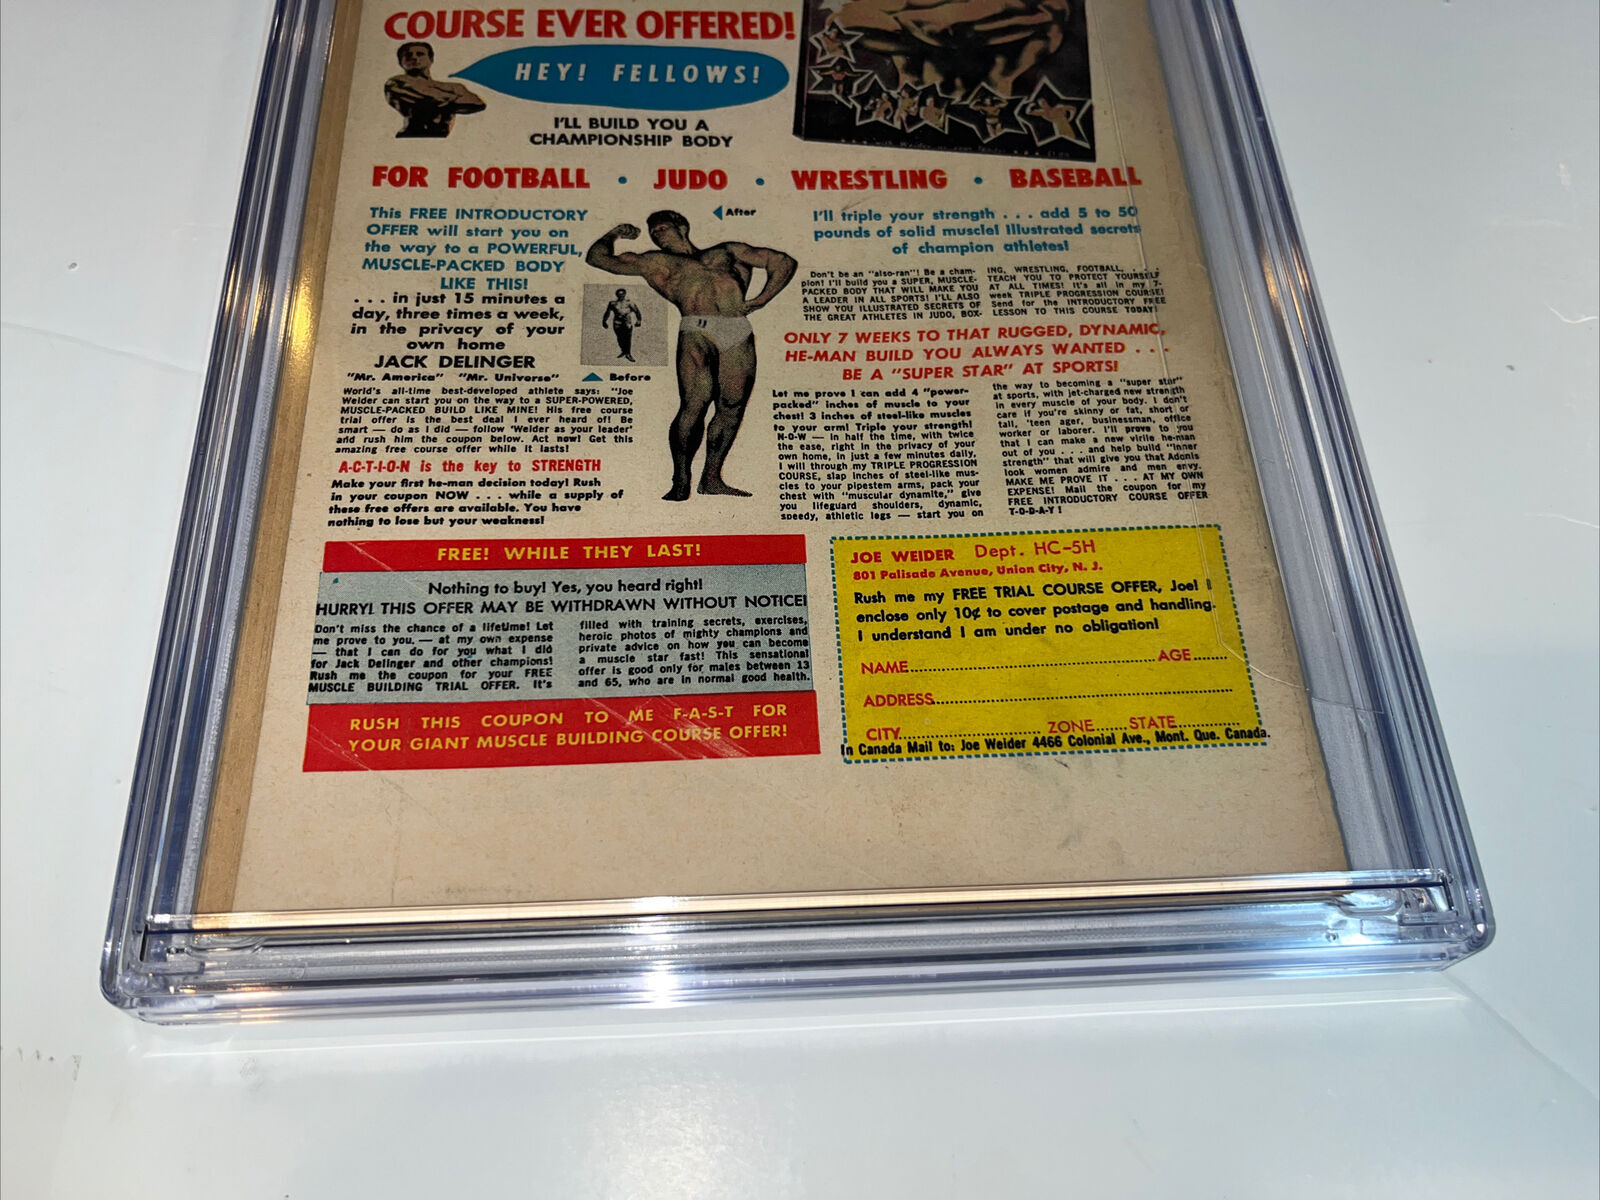 COURSE EVER OFFERED!
HEY! FELLOWS!
I'LL BUILD YOU A
CHAMPIONSHIP BODY
FOR FOOTBALL • JUDO • WRESTLING • BASEBALL
This FREE INTRODUCTORY
OFFER will start you on
the way to a POWERFUL,
MUSCLE-PACKED BODY
LIKE THIS!
. . . in just 15 minutes a
day, three times a week,
in the privacy of your
own home
JACK DELINGER
"Mr. America" "Mr. Universe"
World's all-time best-developed athlete says: "Joe
Weider can start you on the way to a SUPER-POWERED,
MUSCLE-PACKED BUILD LIKE MINE! His free course
trial offer is the best deal I ever heard of! Be
smart — do as I did — follow 'Weider as your leader'
and rush him the coupon below. Act now! Get this
amazing free course offer while it lasts!
A-C-T-I-O-N is the key to STRENGTH
Make your first he-man decision today! Rush
in your coupon NOW . . . while a supply of
these free offers are available. You have
nothing to lose but your weakness!
After
Before
I'll triple your strength . . . add 5 to 50
pounds of solid muscle! Illustrated secrets
of champion athletes!
Don't be an "also-ran"! Be a cham-
pion! I'll build you a SUPER, MUSCLE-
PACKED BODY THAT WILL MAKE YOU
A LEADER IN ALL SPORTS! I'LL ALSO
SHOW YOU ILLUSTRATED SECRETS OF
THE GREAT ATHLETES IN JUDO, BOX-
ING, WRESTLING, FOOTBALL, . . .
TEACH YOU TO PROTECT YOURSELF
AT ALL TIMES! It's all in my 7-
week TRIPLE PROGRESSION COURSE!
Send for the INTRODUCTORY FREE
LESSON TO THIS COURSE TODAY!
ONLY 7 WEEKS TO THAT RUGGED, DYNAMIC,
HE-MAN BUILD YOU ALWAYS WANTED . . .
BE A "SUPER STAR" AT SPORTS!
Let me prove I can add 4 "power-
packed" inches of muscle to your
chest! 3 inches of steel-like muscles
to your arm! Triple your strength!
N-O-W — in half the time, with twice
the ease, right in the privacy of your
own home, in just a few minutes daily,
I will through my TRIPLE PROGRESSION
COURSE, slap inches of steel-like mus-
cles to your pipestem arms, pack your
chest with "muscular dynamite," give
you lifeguard shoulders, dynamic,
speedy, athletic legs — start you on
the way to becoming a "super star"
at sports, with jet-charged new strength
in every muscle of your body. I don't
care if you're skinny or fat, short or
tall, 'teen ager, businessman, office
worker or laborer. I'll prove to you
that I can make a new virile he-man
out of you . . . and help build "inner
strength" that will give you that Adonis
look women admire and men envy.
MAKE ME PROVE IT . . . AT MY OWN
EXPENSE! Mail the coupon for my
FREE INTRODUCTORY COURSE OFFER
T-O-D-A-Y!
FREE! WHILE THEY LAST!
Nothing to buy! Yes, you heard right!
HURRY! THIS OFFER MAY BE WITHDRAWN WITHOUT NOTICE!
Don't miss the chance of a lifetime! Let
me prove to you, — at my own expense
— that I can do for you what I did
for Jack Delinger and other champions!
Rush me the coupon for your FREE
MUSCLE BUILDING TRIAL OFFER. It's
filled with training secrets, exercises,
heroic photos of mighty champions and
private advice on how you can become
a muscle star fast! This sensational
offer is good only for males between 13
and 65, who are in normal good health.
RUSH THIS COUPON TO ME F-A-S-T FOR
YOUR GIANT MUSCLE BUILDING COURSE OFFER!
JOE WEIDER Dept. HC-5H
801 Palisade Avenue, Union City, N. J.
Rush me my FREE TRIAL COURSE OFFER, Joe! I
enclose only 10¢ to cover postage and handling.
I understand I am under no obligation!
NAME AGE
ADDRESS
CITY ZONE STATE
In Canada Mail to: Joe Weider 4466 Colonial Ave., Mont. Que. Canada.